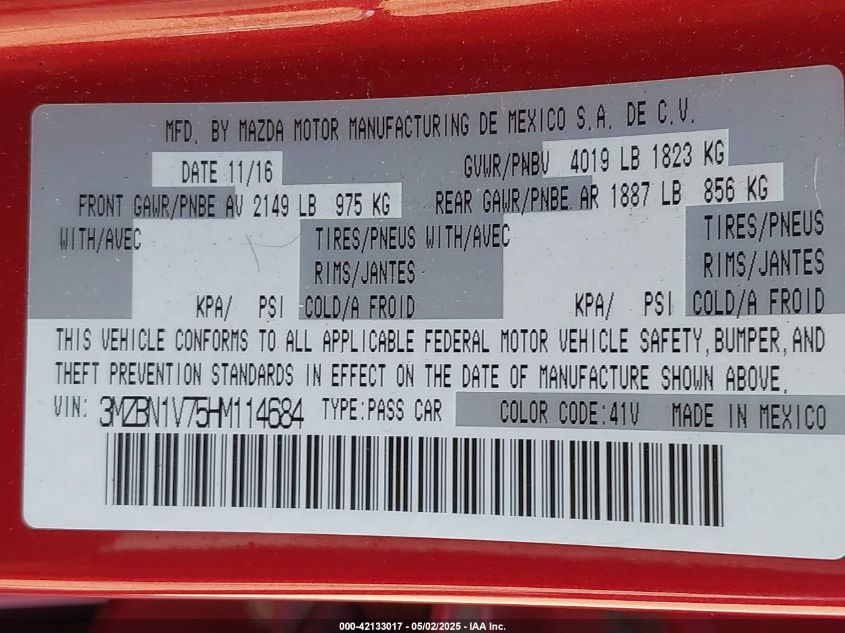 MFD. BY MAZDA MOTOR MANUFACTURING DE MEXICO S.A. DE C.V.
DATE 11/16 GVWR/PNBV 4019 LB 1823 KG
FRONT GAWR/PNBE AV 2149 LB 975 KG REAR GAWR/PNBE AR 1887 LB 856 KG
WITH/AVEC TIRES/PNEUS WITH/AVEC TIRES/PNEUS
RIMS/JANTES RIMS/JANTES
KPA/ PSI COLD/A FROID KPA/ PSI COLD/A FROID
THIS VEHICLE CONFORMS TO ALL APPLICABLE FEDERAL MOTOR VEHICLE SAFETY, BUMPER, AND
THEFT PREVENTION STANDARDS IN EFFECT ON THE DATE OF MANUFACTURE SHOWN ABOVE.
VIN: 3MZBN1V75HM114684 TYPE:PASS CAR COLOR CODE:41V MADE IN MEXICO
000-42133017 — 05/02/2025 - IAA Inc.